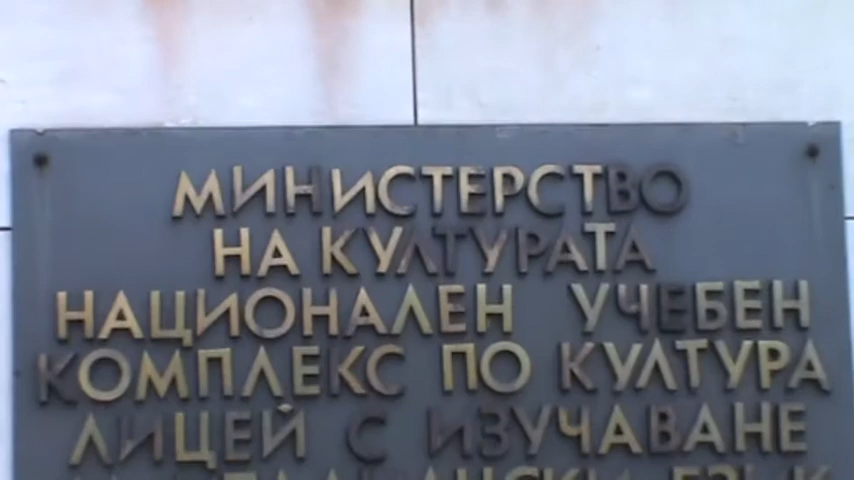 МИНИСТЕРСТВО
НА КУЛТУРАТА
НАЦИОНАЛЕН УЧЕБЕН
КОМПЛЕКС ПО КУЛТУРА
ЛИЦЕЙ С ИЗУЧАВАНЕ